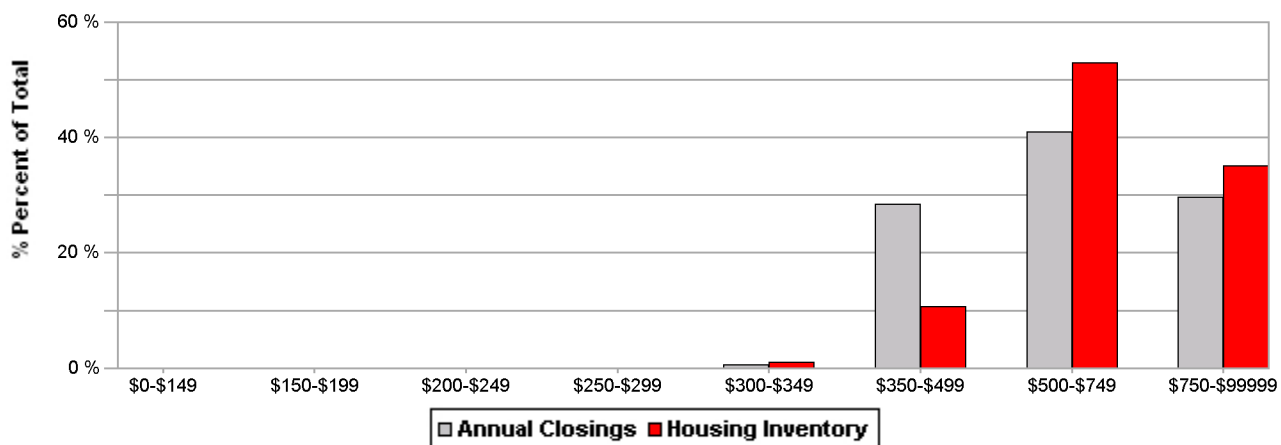 % Percent of Total
60 %
40 %
20 %
0 %
$0-$149 $150-$199 $200-$249 $250-$299 $300-$349 $350-$499 $500-$749 $750-$99999
Annual Closings Housing Inventory